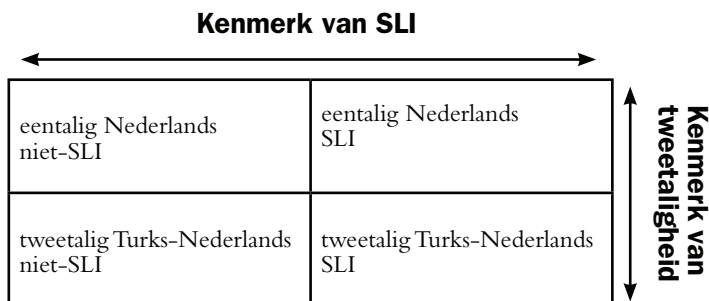 Kenmerk van SLI
eentalig Nederlands
niet-SLI
eentalig Nederlands
SLI
tweetalig Turks-Nederlands
niet-SLI
tweetalig Turks-Nederlands
SLI
Kenmerk van
tweetaligheid